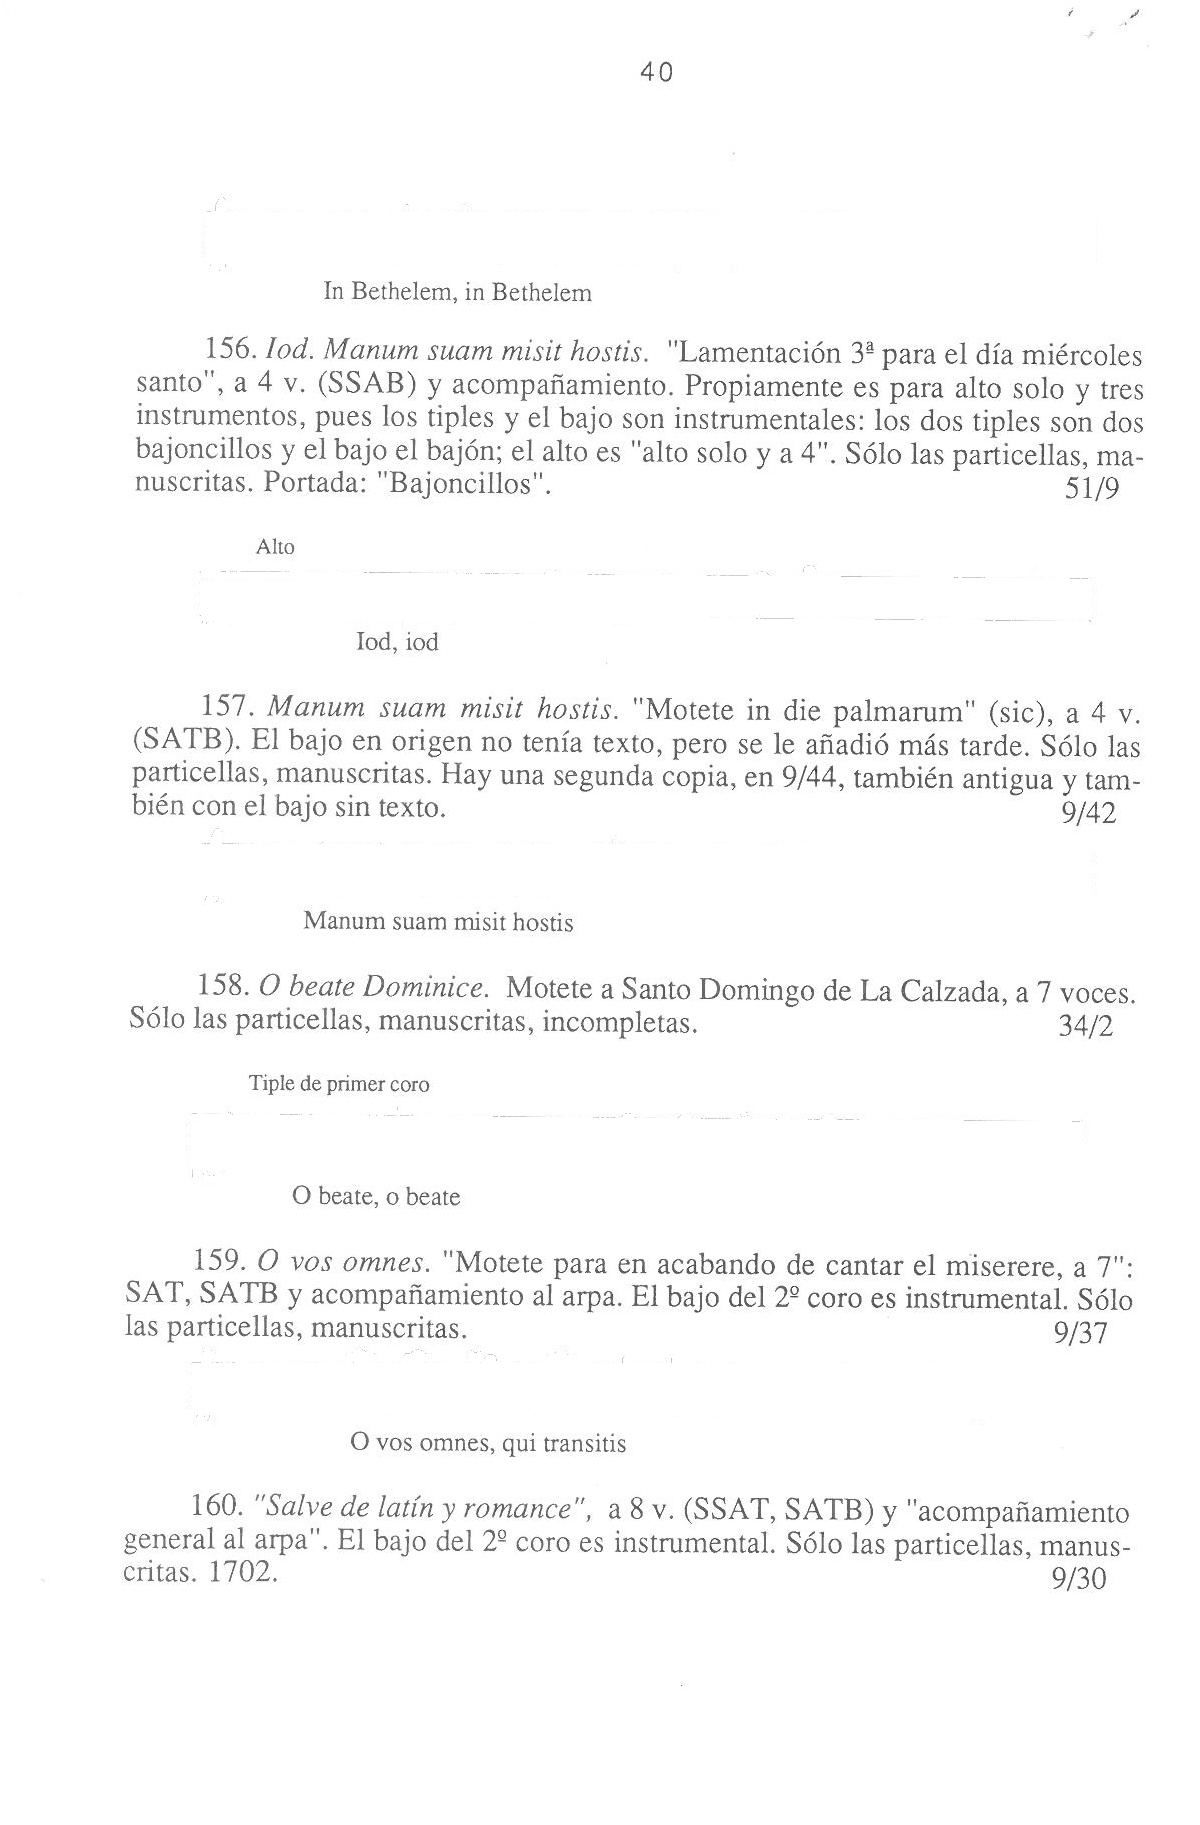 40
In Bethelem, in Bethelem
156. Iod. Manum suam misit hostis. "Lamentación 3ª para el día miércoles
santo", a 4 v. (SSAB) y acompañamiento. Propiamente es para alto solo y tres
instrumentos, pues los tiples y el bajo son instrumentales: los dos tiples son dos
bajoncillos y el bajo el bajón; el alto es "alto solo y a 4". Sólo las particellas, ma-
nuscritas. Portada: "Bajoncillos". 51/9
Alto
Iod, iod
157. Manum suam misit hostis. "Motete in die palmarum" (sic), a 4 v.
(SATB). El bajo en origen no tenía texto, pero se le añadió más tarde. Sólo las
particellas, manuscritas. Hay una segunda copia, en 9/44, también antigua y tam-
bién con el bajo sin texto. 9/42
Manum suam misit hostis
158. O beate Dominice. Motete a Santo Domingo de La Calzada, a 7 voces.
Sólo las particellas, manuscritas, incompletas. 34/2
Tiple de primer coro
O beate, o beate
159. O vos omnes. "Motete para en acabando de cantar el miserere, a 7":
SAT, SATB y acompañamiento al arpa. El bajo del 2º coro es instrumental. Sólo
las particellas, manuscritas. 9/37
O vos omnes, qui transitis
160. "Salve de latín y romance", a 8 v. (SSAT, SATB) y "acompañamiento
general al arpa". El bajo del 2º coro es instrumental. Sólo las particellas, manus-
critas. 1702. 9/30